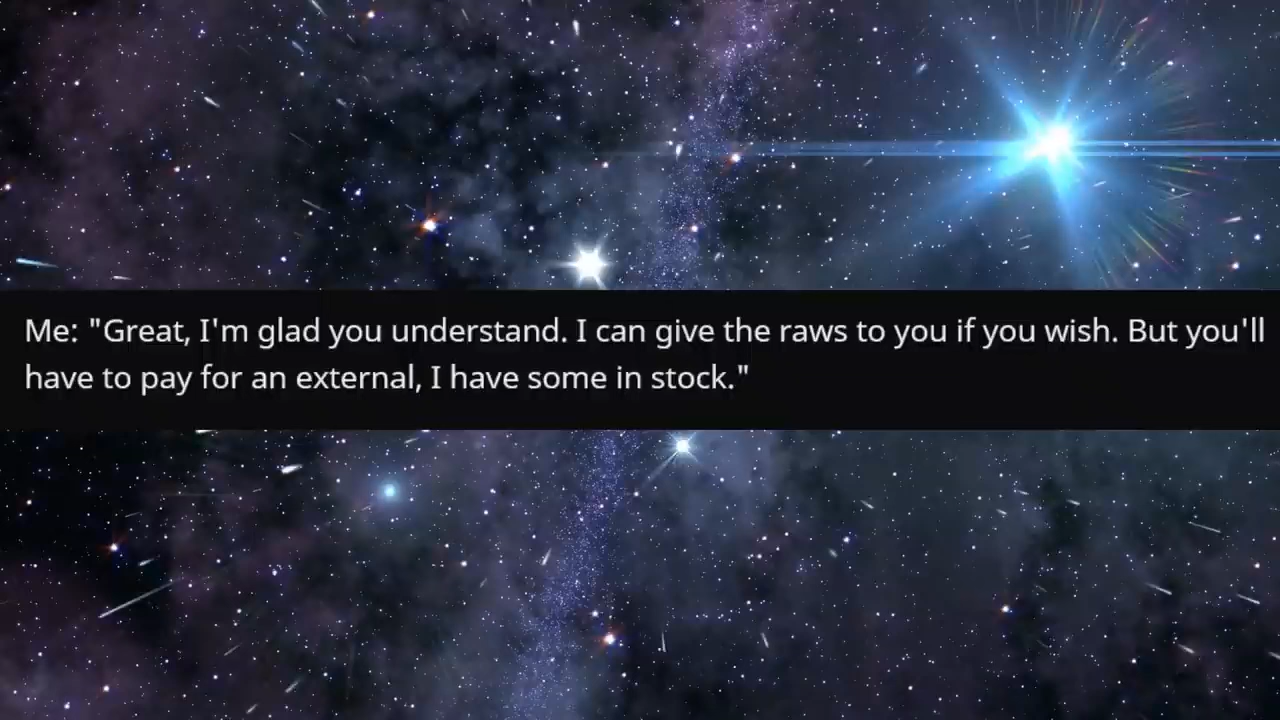 Me: "Great, I'm glad you understand. I can give the raws to you if you wish. But you'll
have to pay for an external, I have some in stock."